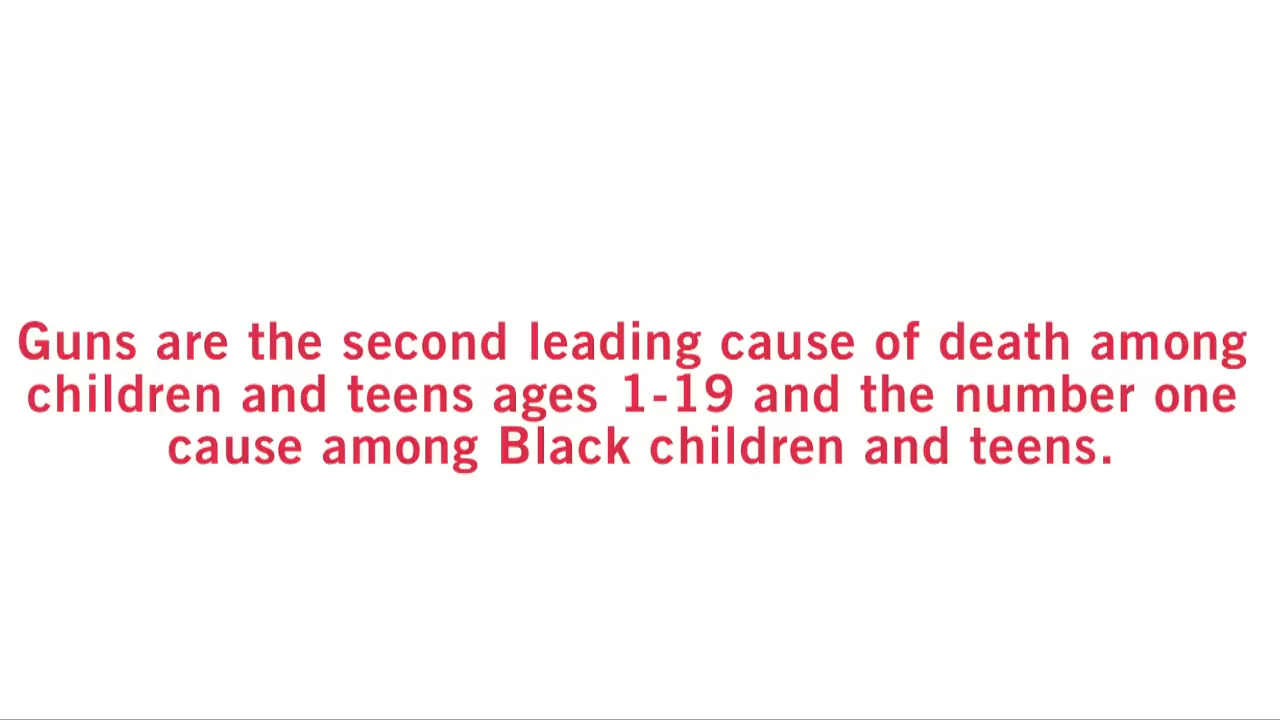 Guns are the second leading cause of death among
children and teens ages 1-19 and the number one
cause among Black children and teens.